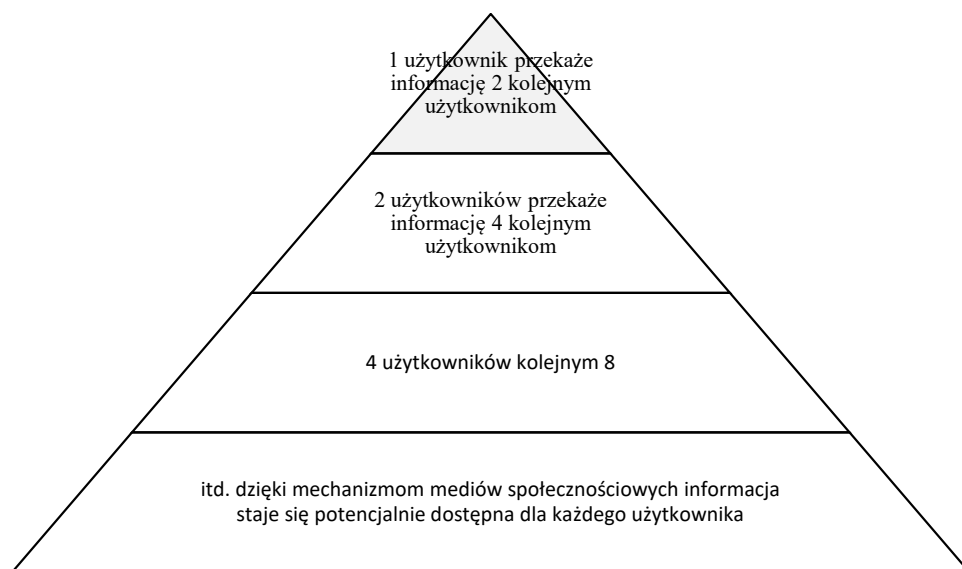 1 użytkownik przekaże
informację 2 kolejnym
użytkownikom
2 użytkowników przekaże
informację 4 kolejnym
użytkownikom
4 użytkowników kolejnym 8
itd. dzięki mechanizmom mediów społecznościowych informacja
staje się potencjalnie dostępna dla każdego użytkownika